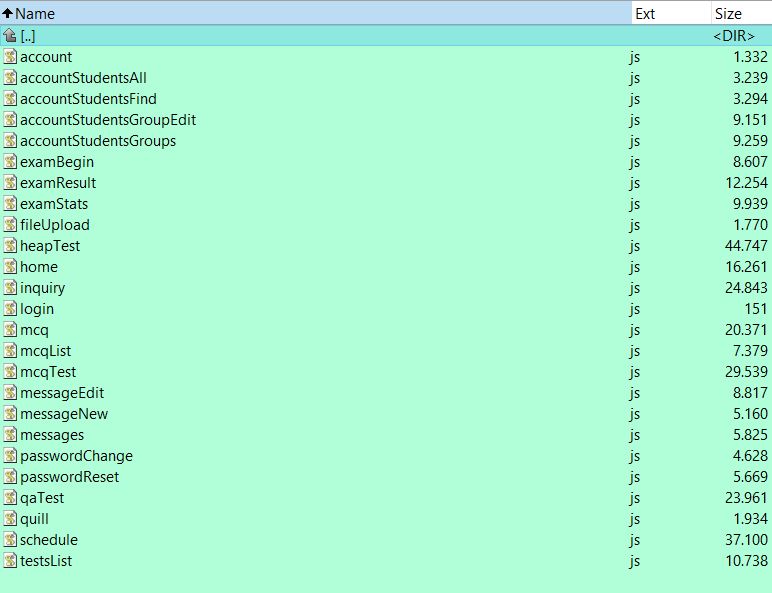 Name Ext Size
[..] <DIR>
account js 1.332
accountStudentsAll js 3.239
accountStudentsFind js 3.294
accountStudentsGroupEdit js 9.151
accountStudentsGroups js 9.259
examBegin js 8.607
examResult js 12.254
examStats js 9.939
fileUpload js 1.770
heapTest js 44.747
home js 16.261
inquiry js 24.843
login js 151
mcq js 20.371
mcqList js 7.379
mcqTest js 29.539
messageEdit js 8.817
messageNew js 5.160
messages js 5.825
passwordChange js 4.628
passwordReset js 5.669
qaTest js 23.961
quill js 1.934
schedule js 37.100
testsList js 10.738